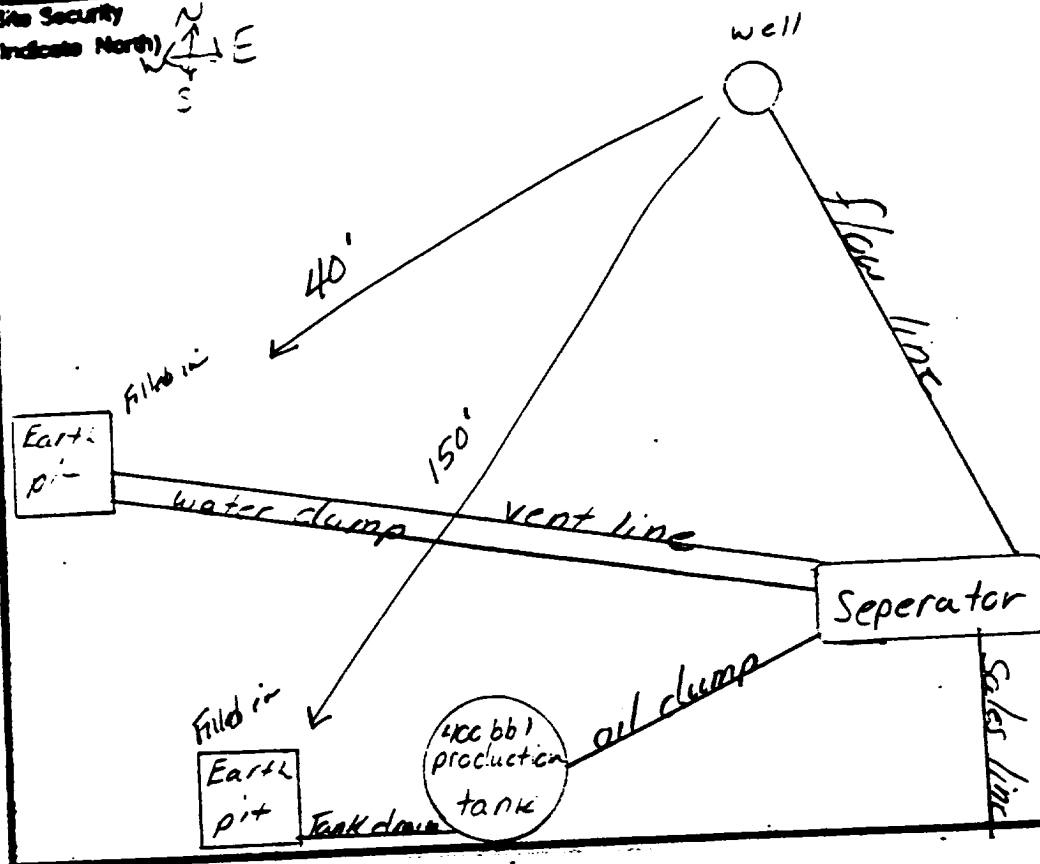 Site Security
(Indicate North)
N
W
E
S
well
flow line
40'
Filled in
Earth
pit
150'
water dump
vent line
Seperator
Filled in
Earth
pit
Tank drain
400 bbl
production
tank
oil dump
Sales line